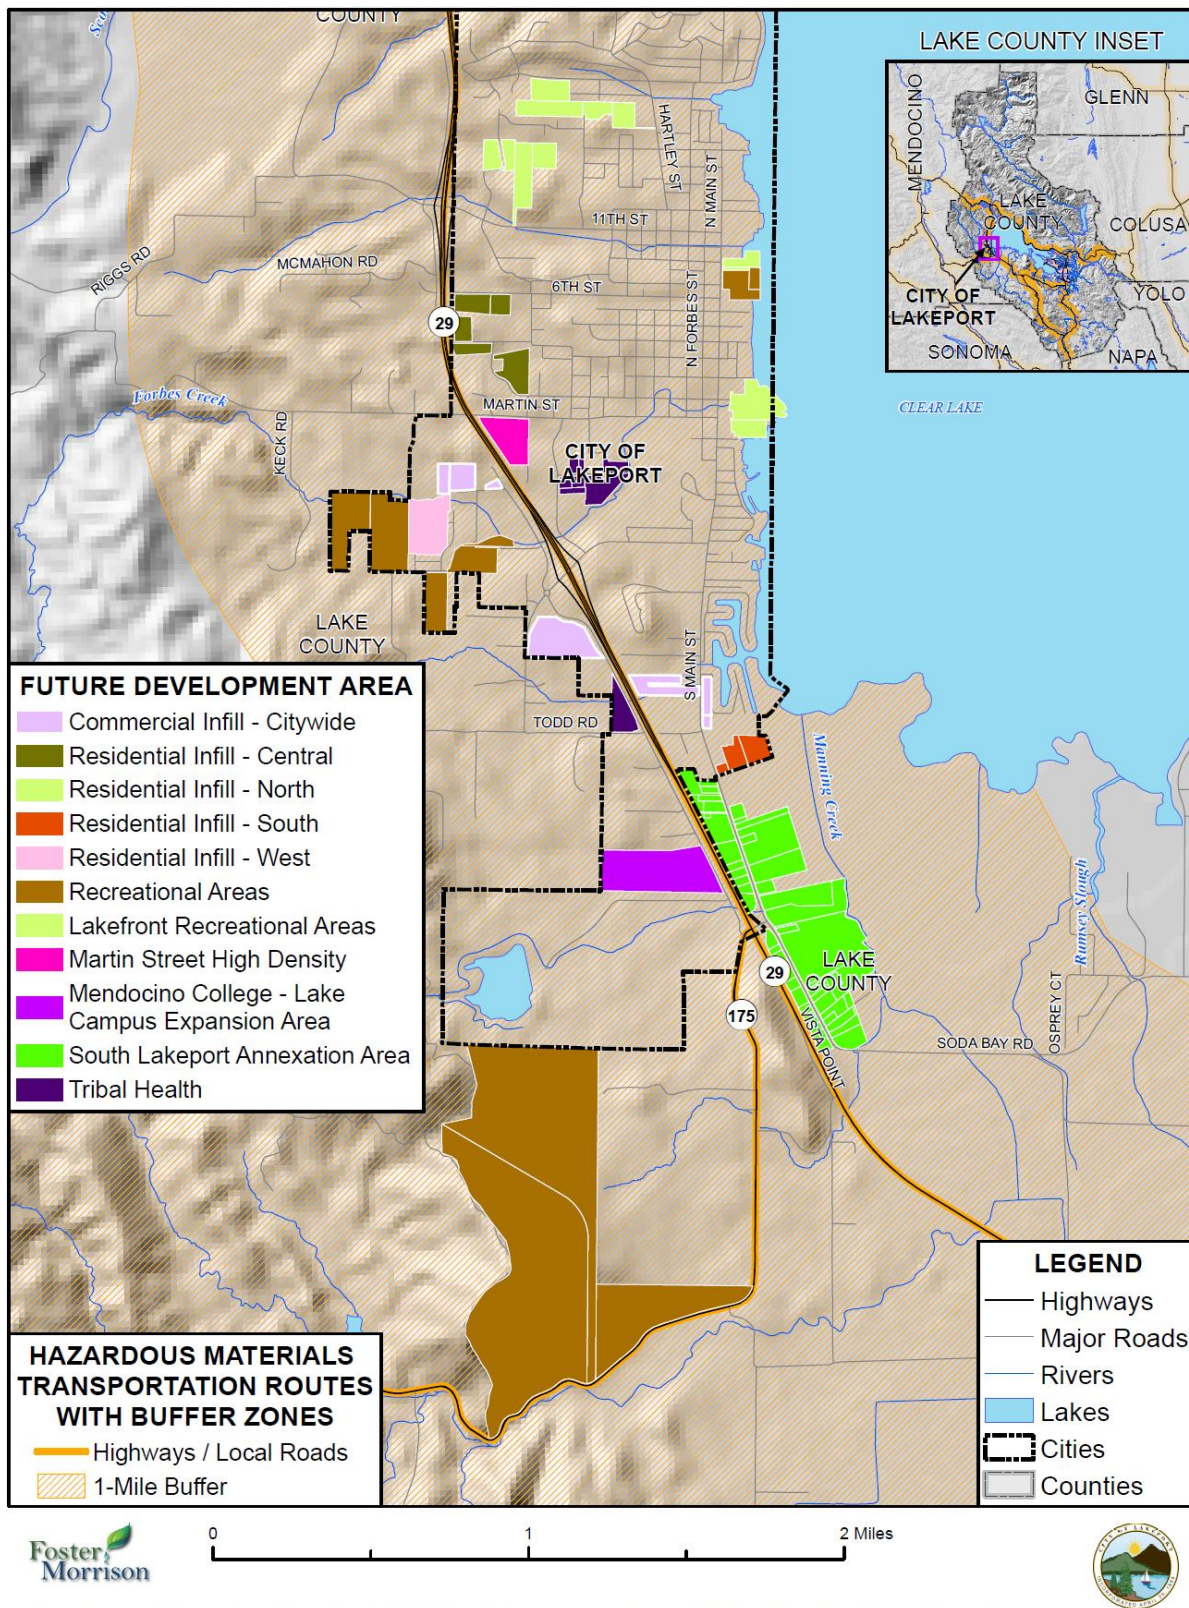 COUNTY
LAKE COUNTY INSET
MENDOCINO
GLENN
LAKE
COUNTY
COLUSA
CITY OF
LAKEPORT
YOLO
SONOMA
NAPA
HARTLEY ST
N MAIN ST
11TH ST
RIGGS RD
MCMAHON RD
6TH ST
N FORBES ST
29
Forbes Creek
MARTIN ST
CLEAR LAKE
KECK RD
CITY OF
LAKEPORT
LAKE
COUNTY
S MAIN ST
TODD RD
Manning Creek
Rumsey Slough
LAKE
COUNTY
29
175
VISTA POINT
OSPREY CT
SODA BAY RD
FUTURE DEVELOPMENT AREA
Commercial Infill - Citywide
Residential Infill - Central
Residential Infill - North
Residential Infill - South
Residential Infill - West
Recreational Areas
Lakefront Recreational Areas
Martin Street High Density
Mendocino College - Lake
Campus Expansion Area
South Lakeport Annexation Area
Tribal Health
HAZARDOUS MATERIALS
TRANSPORTATION ROUTES
WITH BUFFER ZONES
Highways / Local Roads
1-Mile Buffer
LEGEND
Highways
Major Roads
Rivers
Lakes
Cities
Counties
Foster
Morrison
0 1 2 Miles
CITY OF LAKEPORT